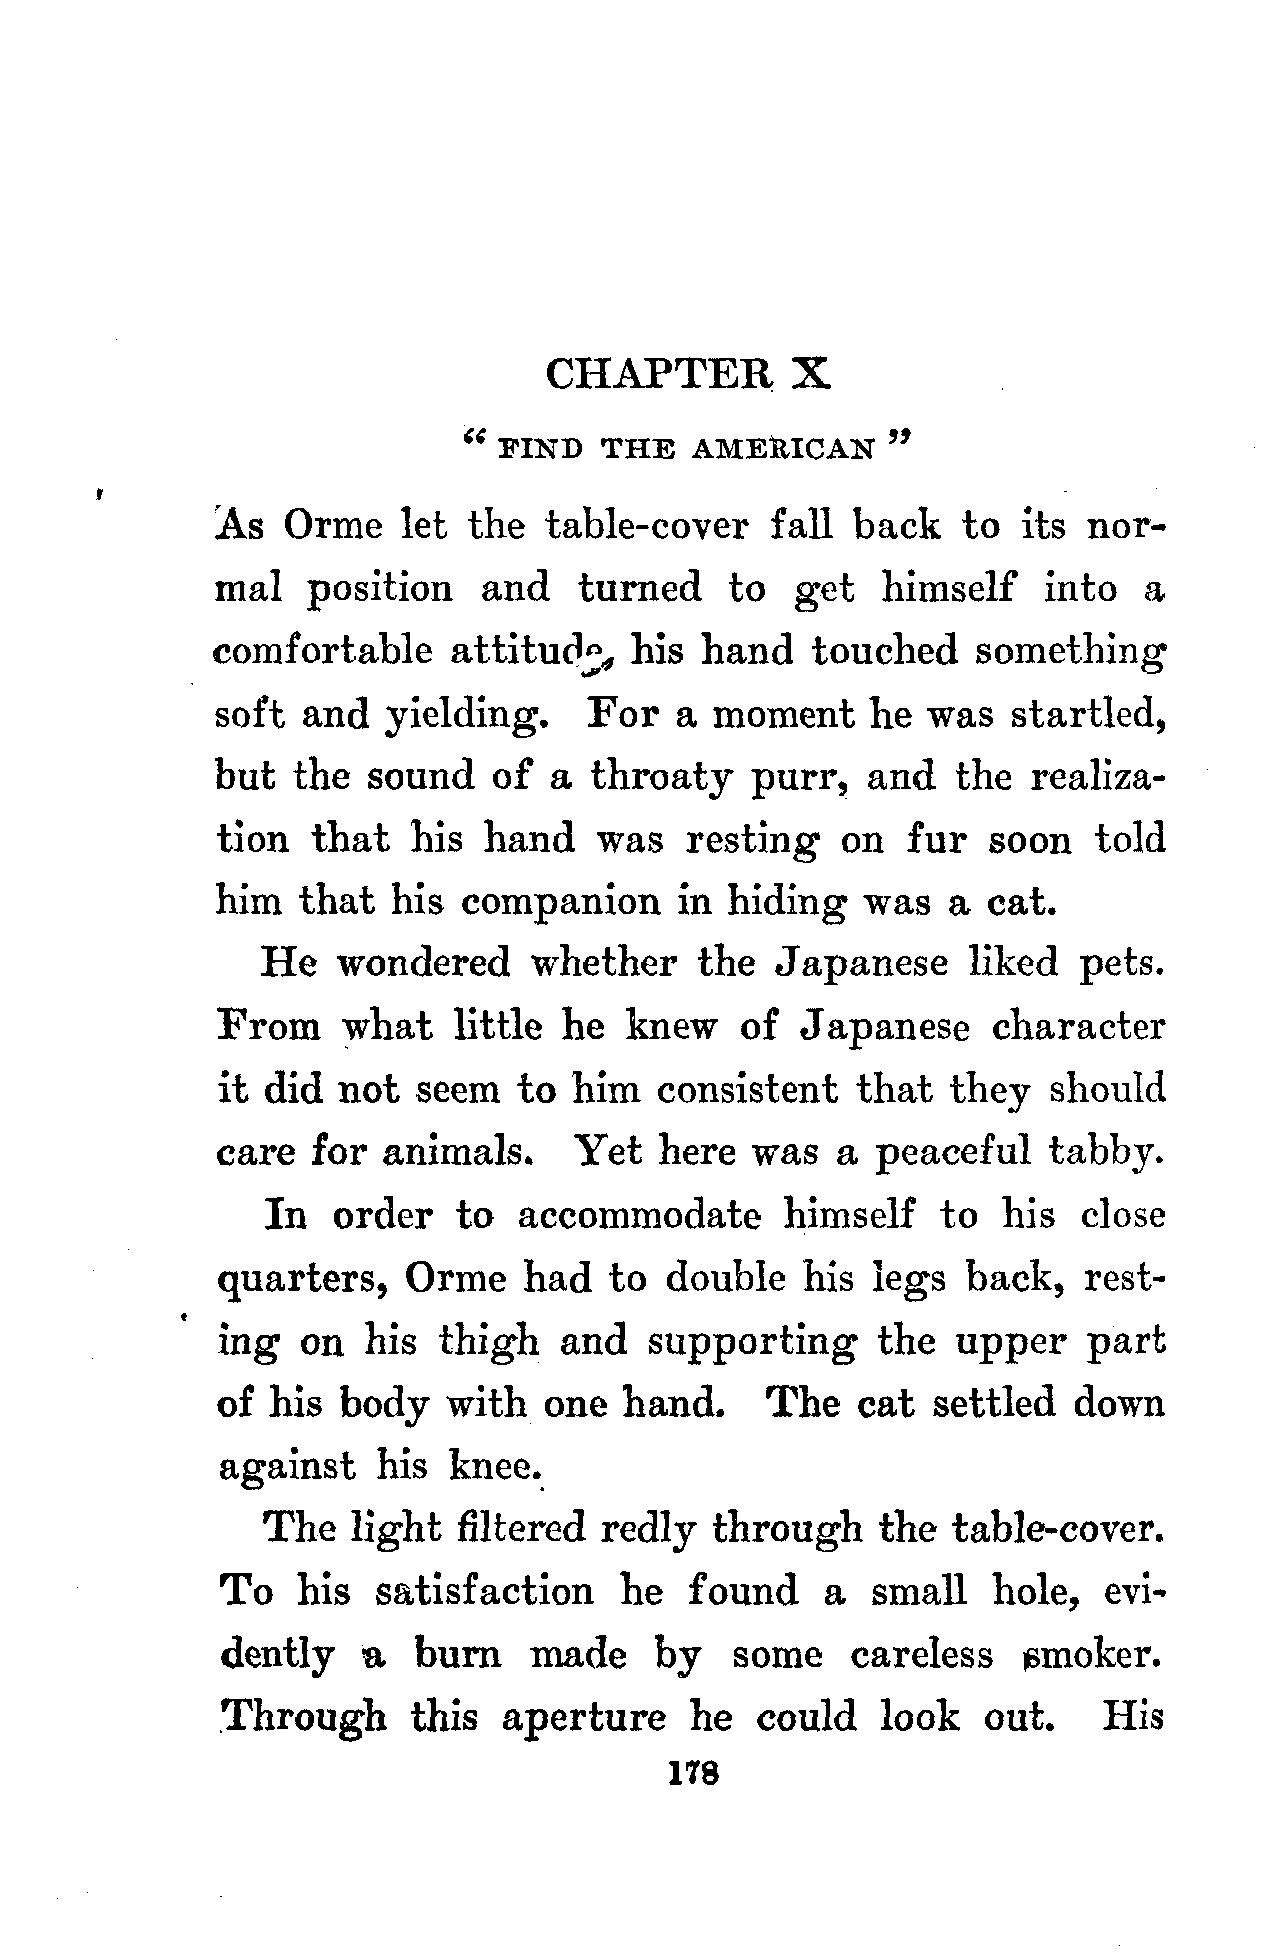 CHAPTER X
“ FIND THE AMERICAN ”
As Orme let the table-cover fall back to its nor-
mal position and turned to get himself into a
comfortable attitude, his hand touched something
soft and yielding. For a moment he was startled,
but the sound of a throaty purr, and the realiza-
tion that his hand was resting on fur soon told
him that his companion in hiding was a cat.
He wondered whether the Japanese liked pets.
From what little he knew of Japanese character
it did not seem to him consistent that they should
care for animals. Yet here was a peaceful tabby.
In order to accommodate himself to his close
quarters, Orme had to double his legs back, rest-
ing on his thigh and supporting the upper part
of his body with one hand. The cat settled down
against his knee.
The light filtered redly through the table-cover.
To his satisfaction he found a small hole, evi-
dently a burn made by some careless smoker.
Through this aperture he could look out. His
178